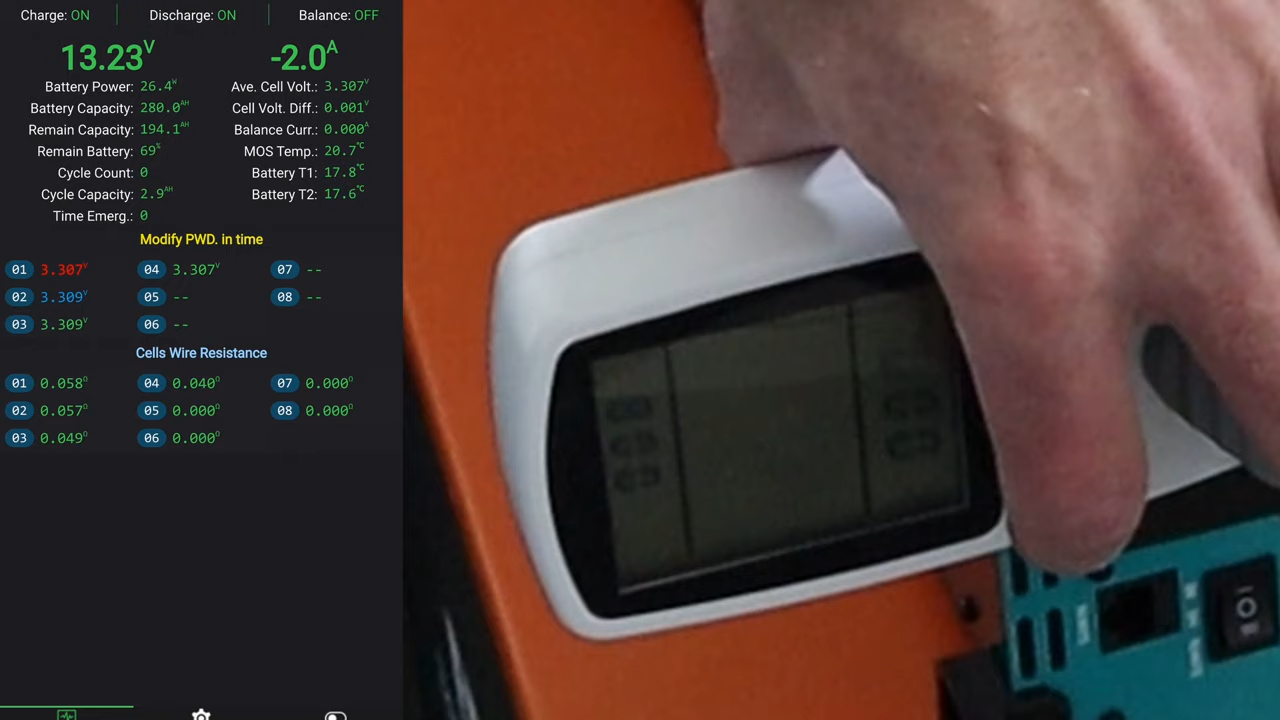 Charge: ON Discharge: ON Balance: OFF
13.23V -2.0A
Battery Power: 26.4W Ave. Cell Volt.: 3.307V
Battery Capacity: 280.0AH Cell Volt. Diff.: 0.001V
Remain Capacity: 194.1AH Balance Curr.: 0.000A
Remain Battery: 69% MOS Temp.: 20.7℃
Cycle Count: 0 Battery T1: 17.8℃
Cycle Capacity: 2.9AH Battery T2: 17.6℃
Time Emerg.: 0
Modify PWD. in time
01 3.307V 04 3.307V 07 --
02 3.309V 05 -- 08 --
03 3.309V 06 --
Cells Wire Resistance
01 0.058Ω 04 0.040Ω 07 0.000Ω
02 0.057Ω 05 0.000Ω 08 0.000Ω
03 0.049Ω 06 0.000Ω